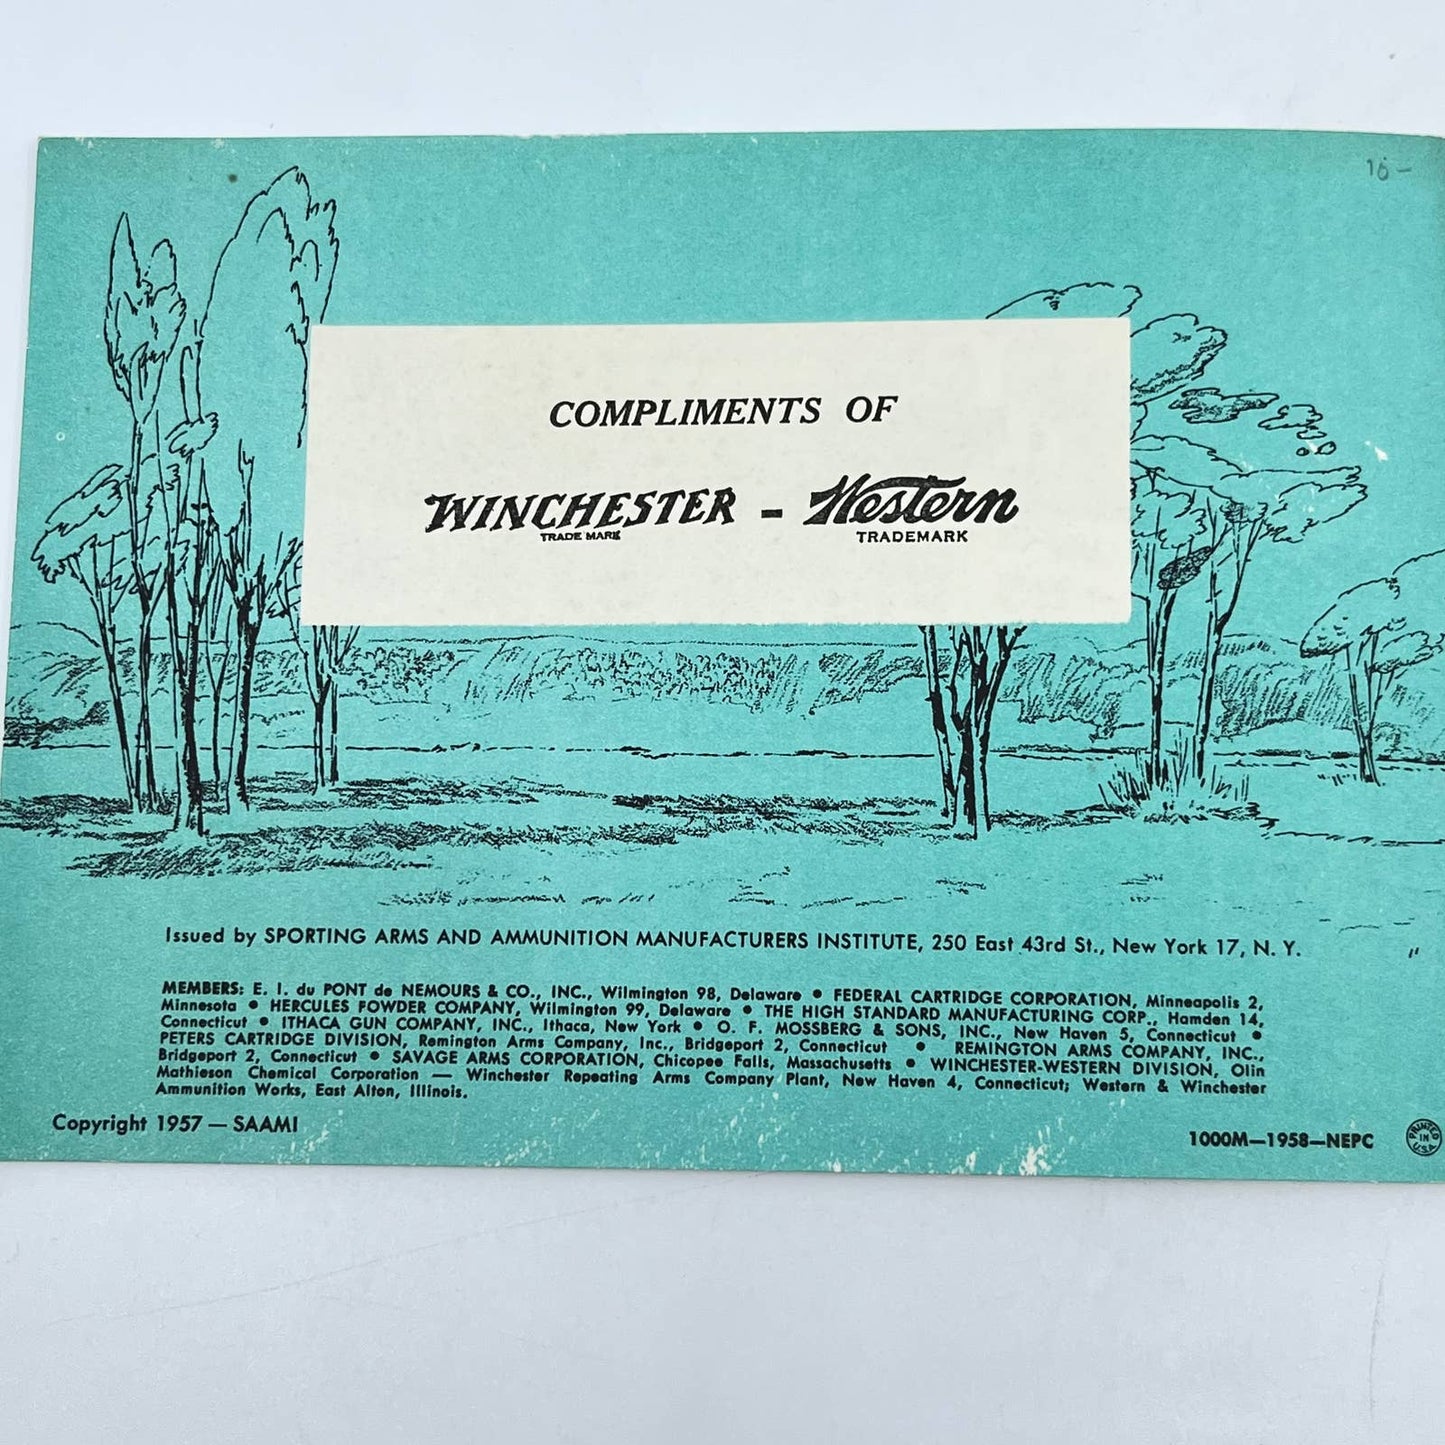 10-
COMPLIMENTS OF
WINCHESTER - Western
TRADE MARK TRADEMARK
Issued by SPORTING ARMS AND AMMUNITION MANUFACTURERS INSTITUTE, 250 East 43rd St., New York 17, N. Y.
MEMBERS: E. I. du PONT de NEMOURS & CO., INC., Wilmington 98, Delaware • FEDERAL CARTRIDGE CORPORATION, Minneapolis 2,
Minnesota • HERCULES POWDER COMPANY, Wilmington 99, Delaware • THE HIGH STANDARD MANUFACTURING CORP., Hamden 14,
Connecticut • ITHACA GUN COMPANY, INC., Ithaca, New York • O. F. MOSSBERG & SONS, INC., New Haven 5, Connecticut •
PETERS CARTRIDGE DIVISION, Remington Arms Company, Inc., Bridgeport 2, Connecticut • REMINGTON ARMS COMPANY, INC.,
Bridgeport 2, Connecticut • SAVAGE ARMS CORPORATION, Chicopee Falls, Massachusetts • WINCHESTER-WESTERN DIVISION, Olin
Mathieson Chemical Corporation — Winchester Repeating Arms Company Plant, New Haven 4, Connecticut; Western & Winchester
Ammunition Works, East Alton, Illinois.
Copyright 1957 — SAAMI
1000M—1958—NEPC
PRINTED
IN
U.S.A.